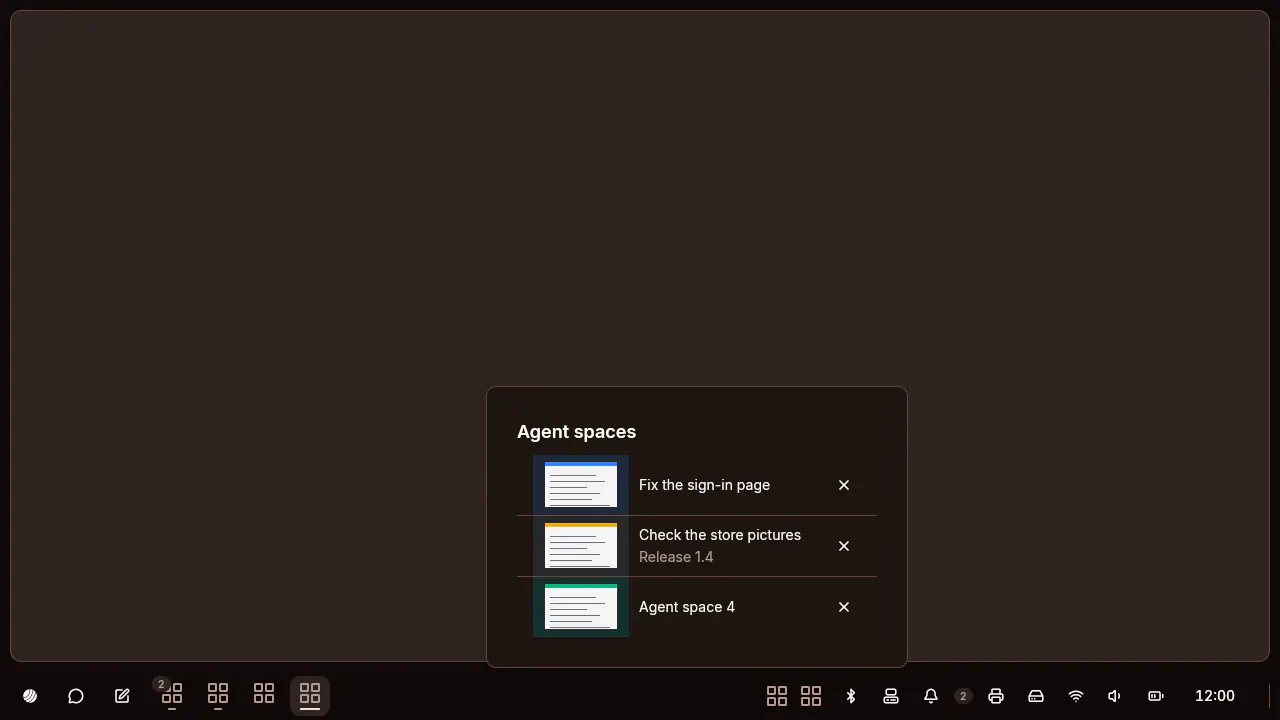 Agent spaces
Fix the sign-in page
Check the store pictures
Release 1.4
Agent space 4
2
2
12:00